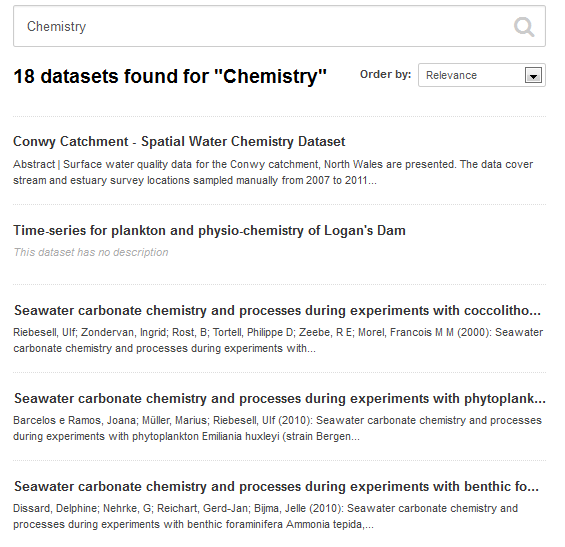 Chemistry
18 datasets found for "Chemistry"
Order by: Relevance
Conwy Catchment - Spatial Water Chemistry Dataset
Abstract | Surface water quality data for the Conwy catchment, North Wales are presented. The data cover
stream and estuary survey locations sampled manually from 2007 to 2011...
Time-series for plankton and physio-chemistry of Logan's Dam
This dataset has no description
Seawater carbonate chemistry and processes during experiments with coccolitho...
Riebesell, Ulf; Zondervan, Ingrid; Rost, B; Tortell, Philippe D; Zeebe, R E; Morel, Francois M M (2000): Seawater
carbonate chemistry and processes during experiments with...
Seawater carbonate chemistry and processes during experiments with phytoplank...
Barcelos e Ramos, Joana; Müller, Marius; Riebesell, Ulf (2010): Seawater carbonate chemistry and processes
during experiments with phytoplankton Emiliania huxleyi (strain Bergen...
Seawater carbonate chemistry and processes during experiments with benthic fo...
Dissard, Delphine; Nehrke, G; Reichart, Gerd-Jan; Bijma, Jelle (2010): Seawater carbonate chemistry and
processes during experiments with benthic foraminifera Ammonia tepida,...